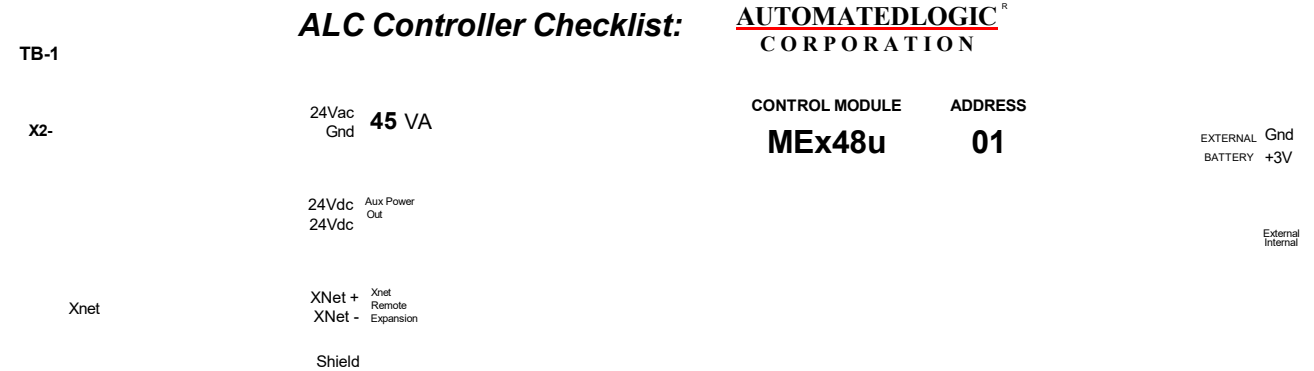 ALC Controller Checklist:
AUTOMATEDLOGIC R
CORPORATION
TB-1
CONTROL MODULE ADDRESS
24Vac
Gnd
45 VA
X2-
MEx48u 01
EXTERNAL Gnd
BATTERY +3V
24Vdc
24Vdc
Aux Power
Out
External
Internal
Xnet
XNet +
XNet -
Xnet
Remote
Expansion
Shield